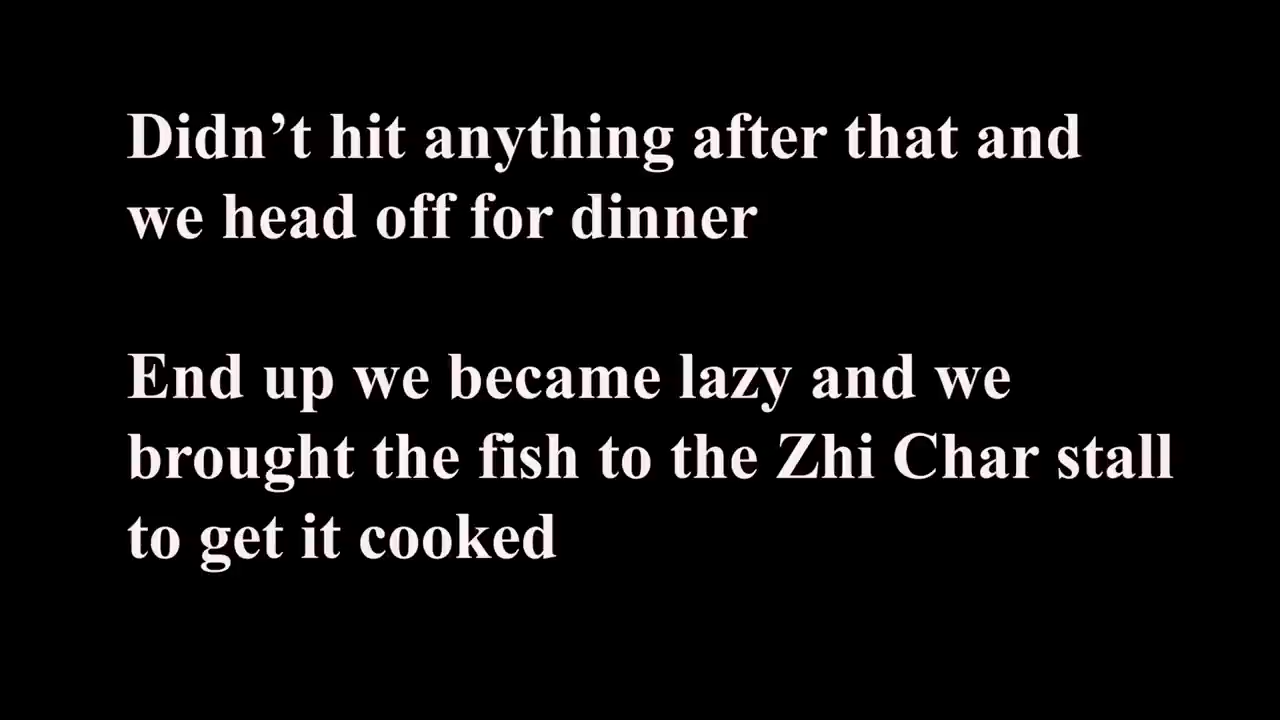 Didn’t hit anything after that and
we head off for dinner
End up we became lazy and we
brought the fish to the Zhi Char stall
to get it cooked